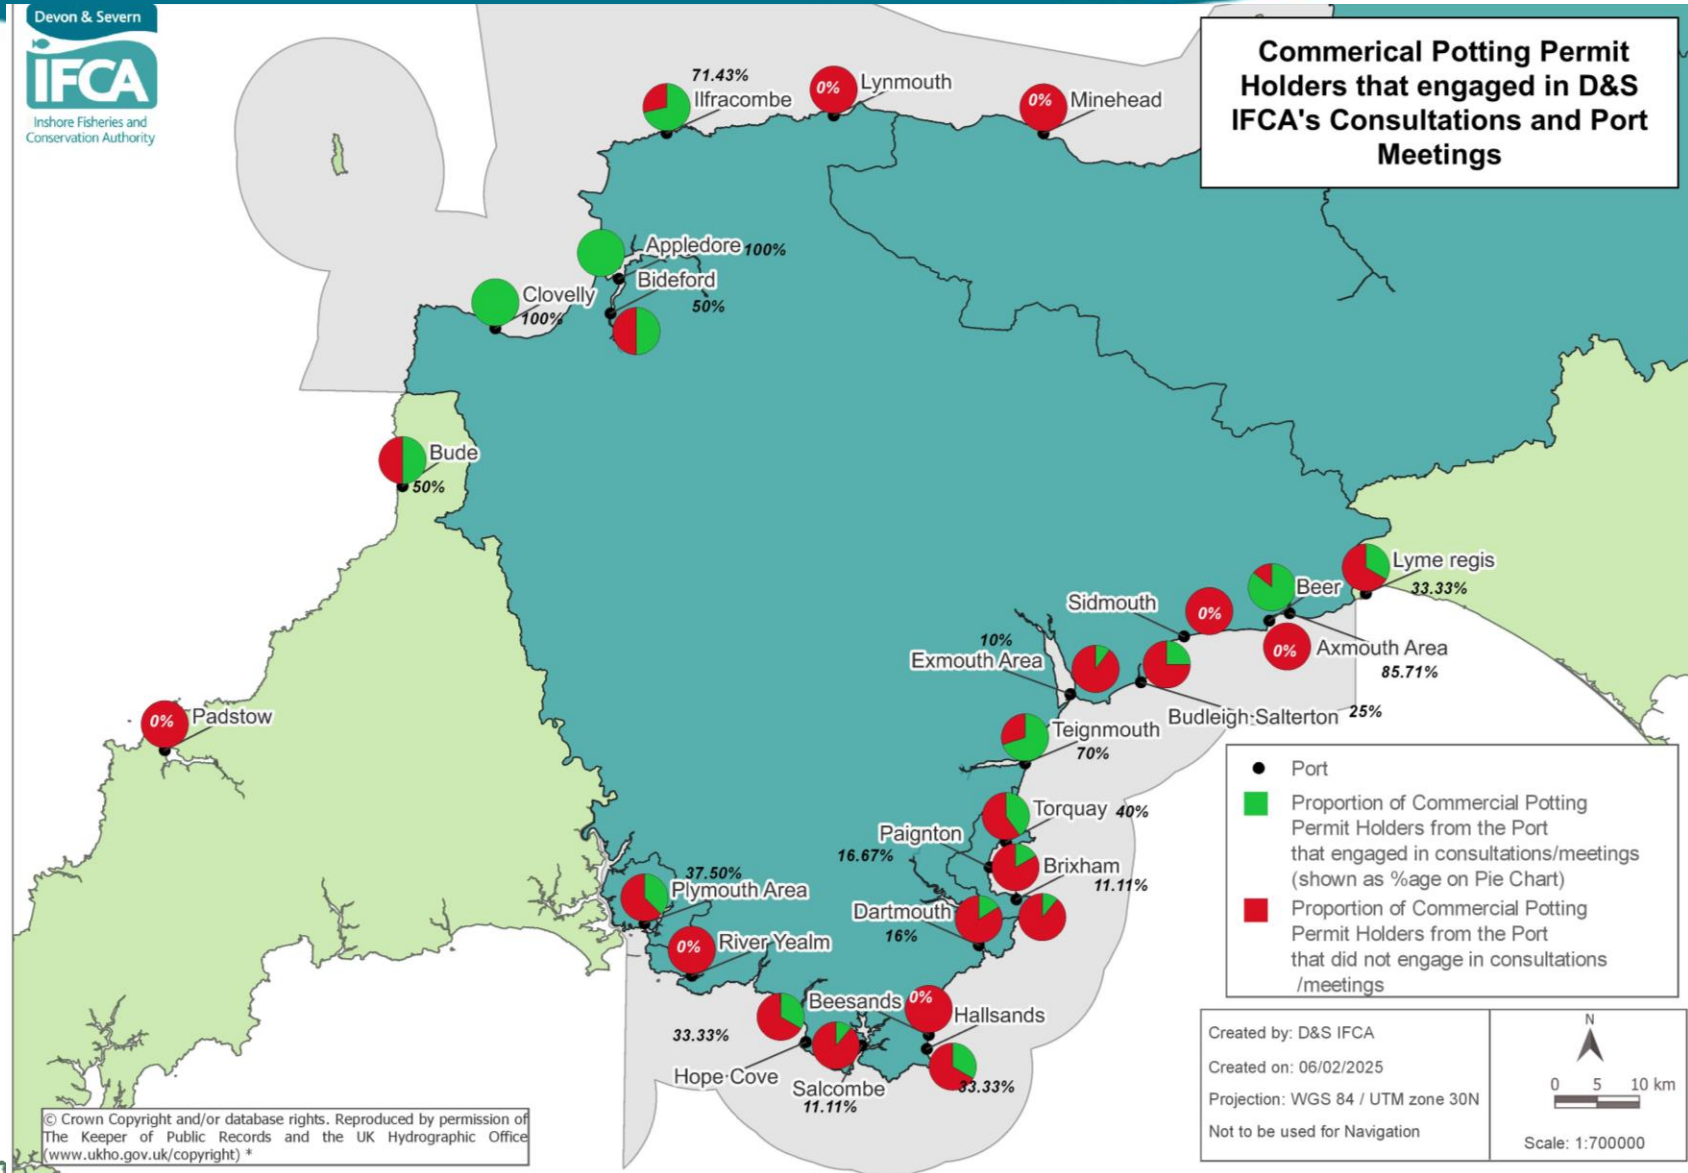 Devon & Severn
IFCA
Inshore Fisheries and
Conservation Authority
Commerical Potting Permit
Holders that engaged in D&S
IFCA's Consultations and Port
Meetings
71.43%
Ilfracombe
0%
Lynmouth
0%
Minehead
Appledore 100%
Bideford
50%
Clovelly
100%
Bude
50%
0%
Padstow
Lyme regis
33.33%
Beer
Sidmouth
0%
0%
Axmouth Area
85.71%
10%
Exmouth Area
Budleigh Salterton 25%
Teignmouth
70%
Torquay 40%
Paignton
16.67%
Brixham
11.11%
Dartmouth
16%
37.50%
Plymouth Area
0%
River Yealm
Beesands
0%
Hallsands
33.33%
33.33%
Hope Cove
Salcombe
11.11%
Port
Proportion of Commercial Potting
Permit Holders from the Port
that engaged in consultations/meetings
(shown as %age on Pie Chart)
Proportion of Commercial Potting
Permit Holders from the Port
that did not engage in consultations
/meetings
Created by: D&S IFCA
Created on: 06/02/2025
Projection: WGS 84 / UTM zone 30N
Not to be used for Navigation
N
0 5 10 km
Scale: 1:700000
© Crown Copyright and/or database rights. Reproduced by permission of
The Keeper of Public Records and the UK Hydrographic Office
(www.ukho.gov.uk/copyright) *